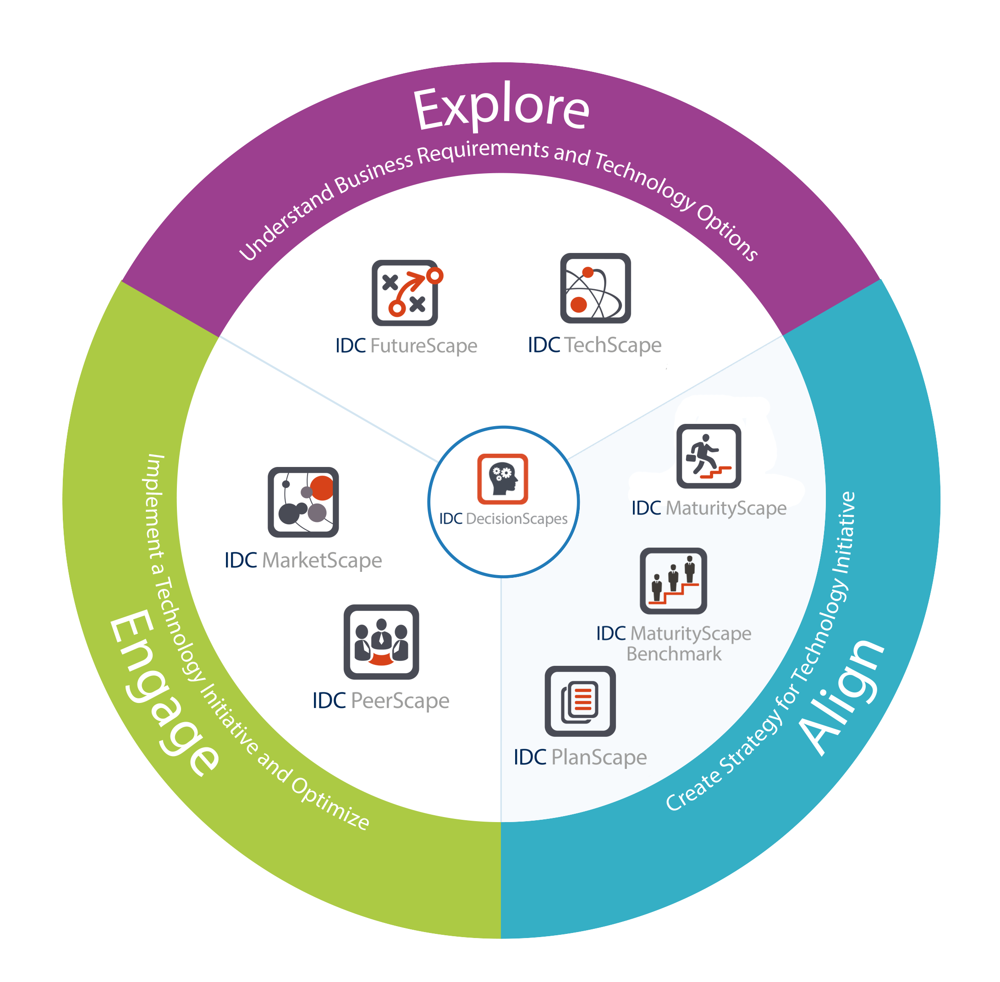 Explore
Understand Business Requirements and Technology Options
IDC FutureScape
IDC TechScape
IDC MaturityScape
IDC DecisionScapes
IDC MarketScape
IDC MaturityScape
Benchmark
IDC PeerScape
IDC PlanScape
Align
Create Strategy for Technology Initiative
Engage
Implement a Technology Initiative and Optimize